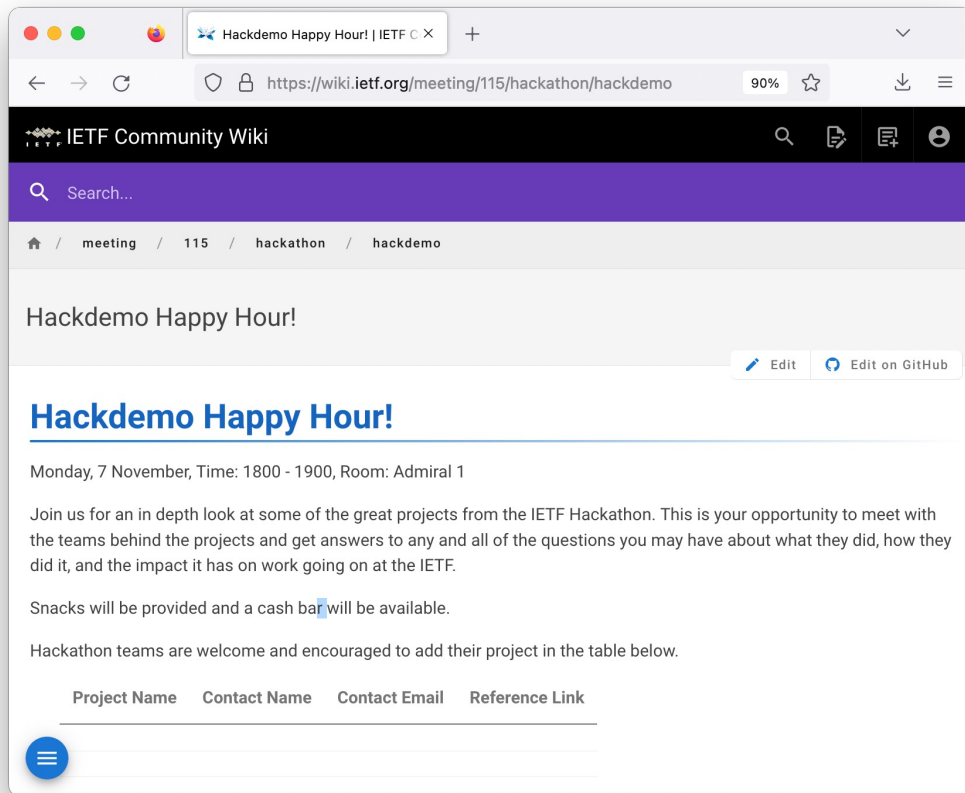 Hackdemo Happy Hour! | IETF C
https://wiki.ietf.org/meeting/115/hackathon/hackdemo 90%
IETF IETF Community Wiki
Search...
/ meeting / 115 / hackathon / hackdemo
Hackdemo Happy Hour!
Edit Edit on GitHub
Hackdemo Happy Hour!
Monday, 7 November, Time: 1800 - 1900, Room: Admiral 1
Join us for an in depth look at some of the great projects from the IETF Hackathon. This is your opportunity to meet with
the teams behind the projects and get answers to any and all of the questions you may have about what they did, how they
did it, and the impact it has on work going on at the IETF.
Snacks will be provided and a cash bar will be available.
Hackathon teams are welcome and encouraged to add their project in the table below.
Project Name Contact Name Contact Email Reference Link